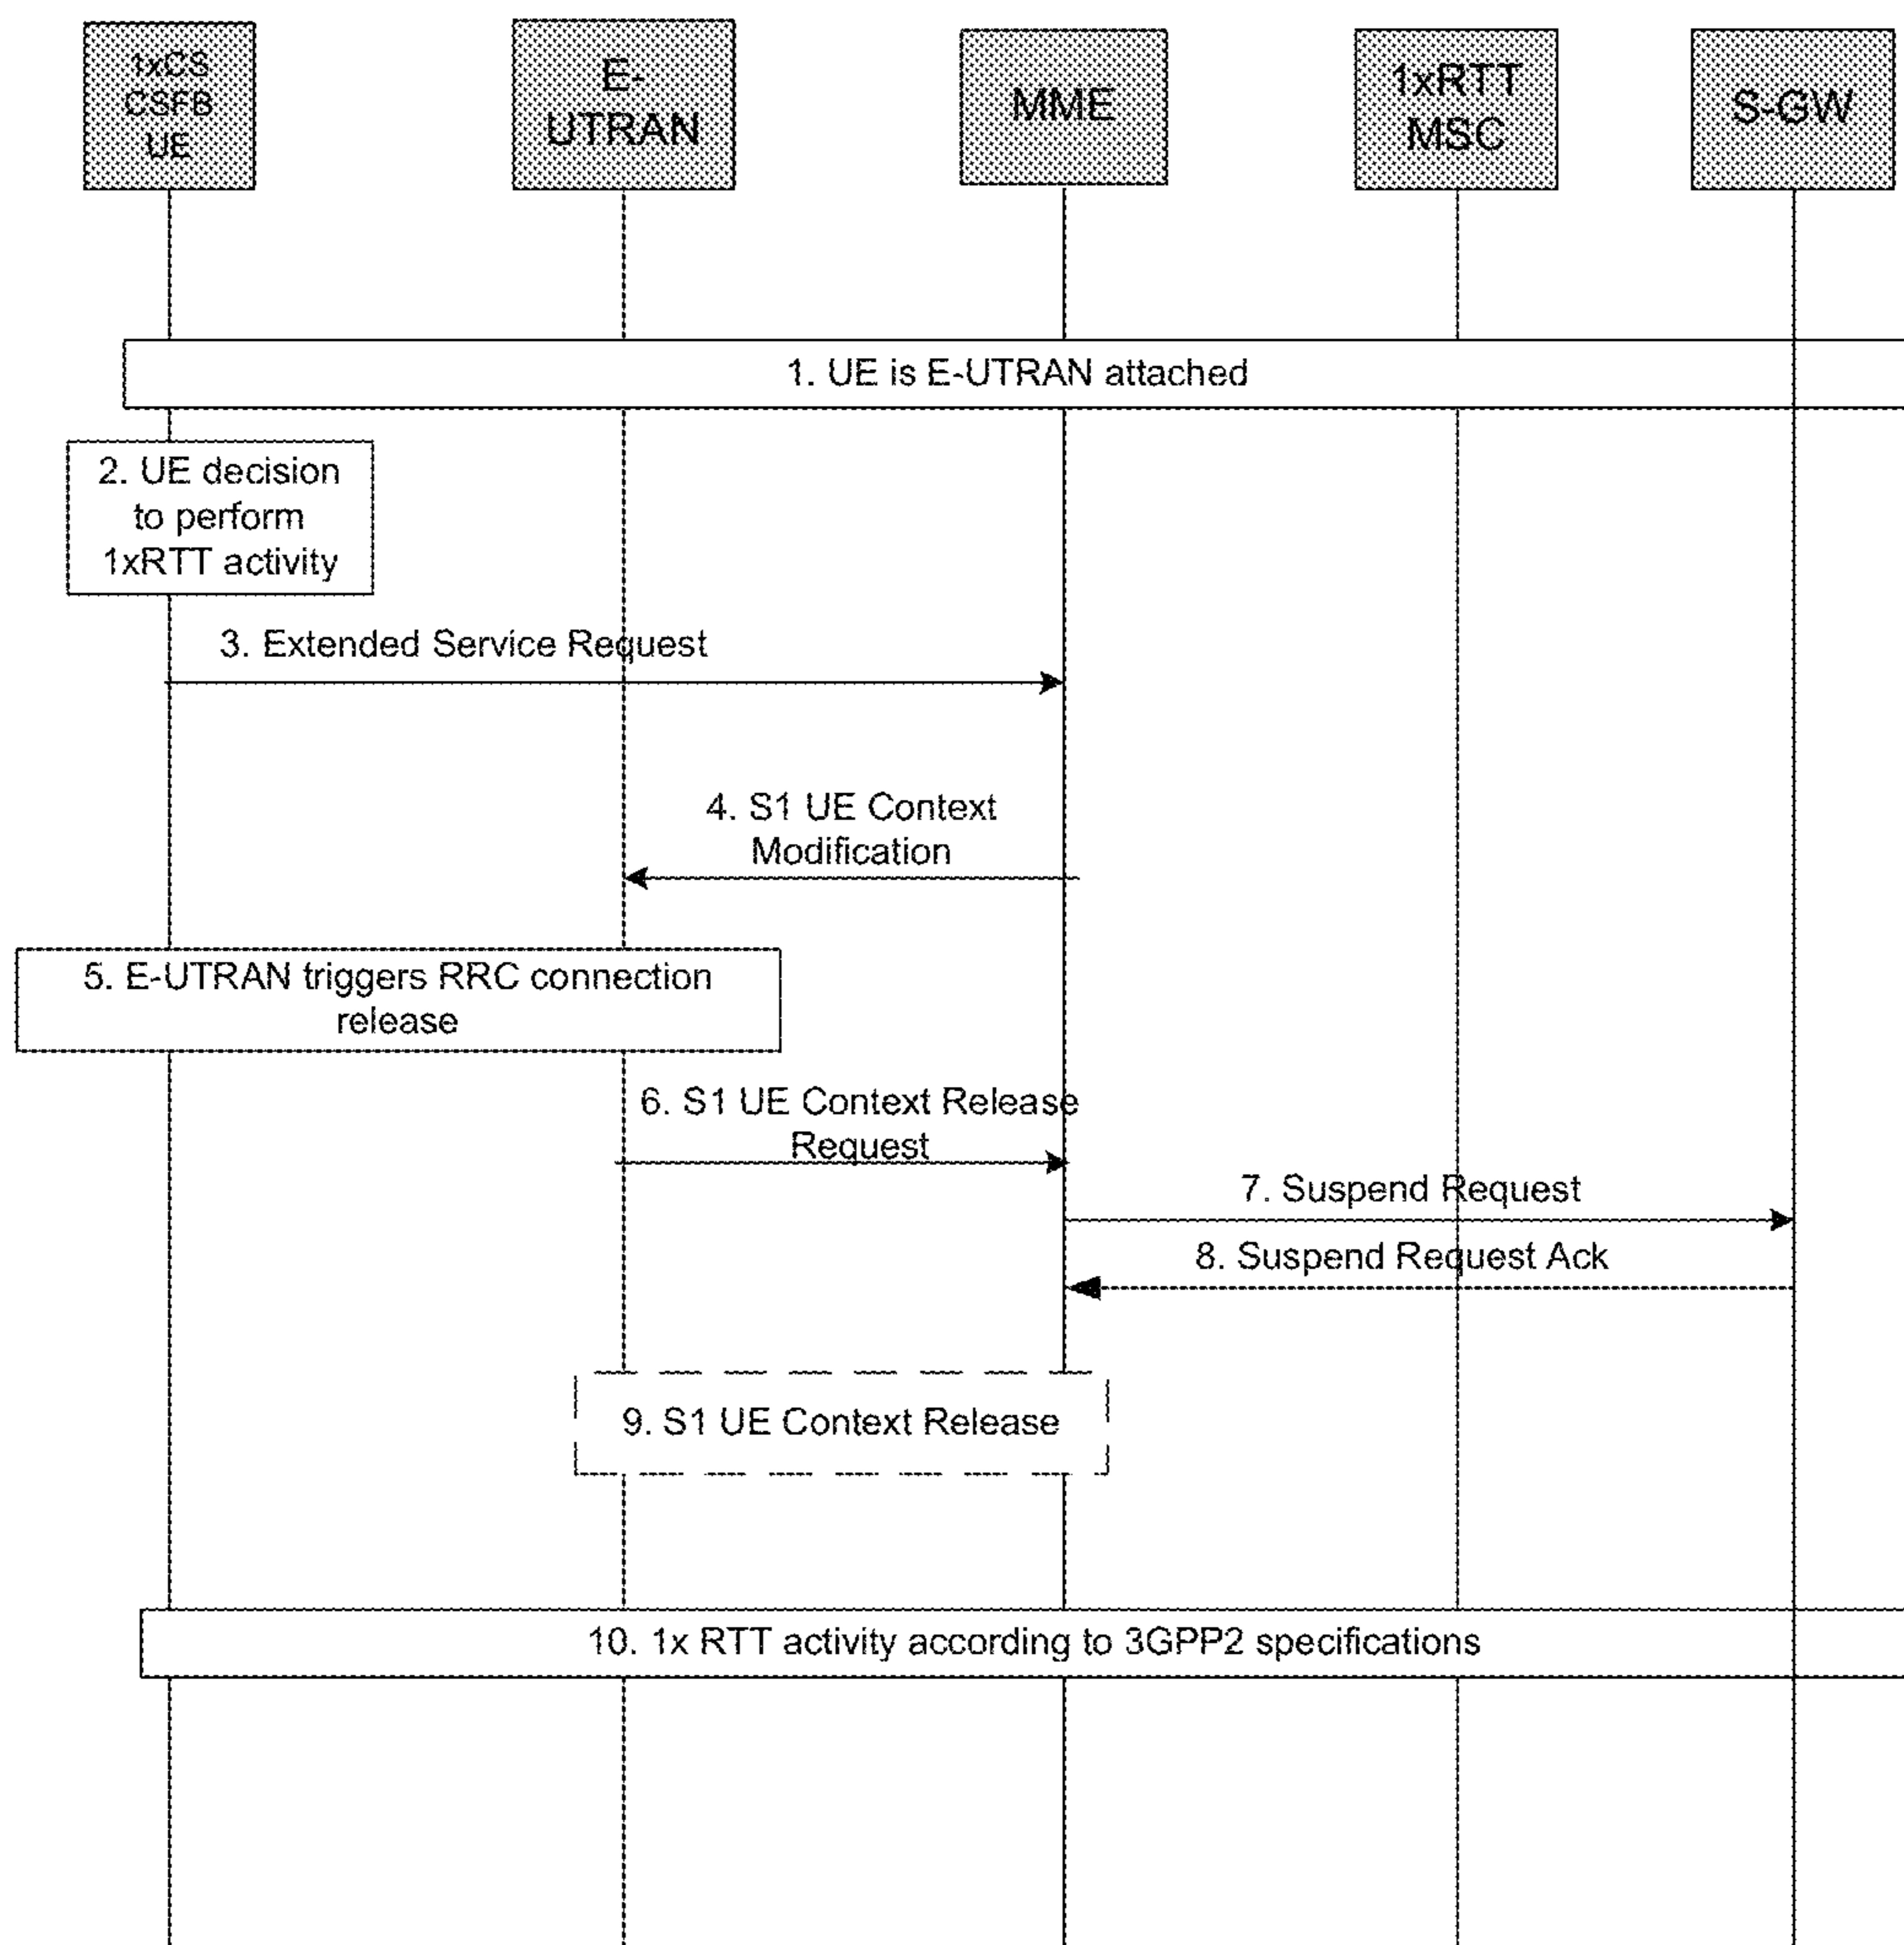 1xCS
CSFB
UE
E-
UTRAN
MME
1xRTT
MSC
S-GW
1. UE is E-UTRAN attached
2. UE decision
to perform
1xRTT activity
3. Extended Service Request
4. S1 UE Context
Modification
5. E-UTRAN triggers RRC connection
release
6. S1 UE Context Release
Request
7. Suspend Request
8. Suspend Request Ack
9. S1 UE Context Release
10. 1x RTT activity according to 3GPP2 specifications